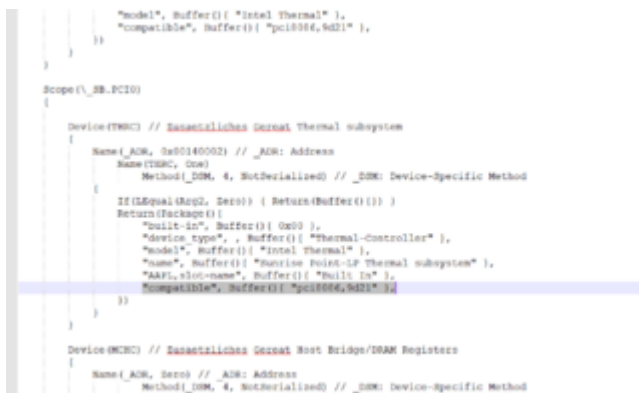 "model", Buffer(){ "Intel Thermal" },
"compatible", Buffer(){ "pci8086,9d21" },
})
}
}
Scope(\_SB.PCI0)
{
Device(THRC) // Zusaetzliches Geraet Thermal subsystem
{
Name(_ADR, 0x00140002) // _ADR: Address
Name(THRC, One)
Method(_DSM, 4, NotSerialized) // _DSM: Device-Specific Method
{
If(LEqual(Arg2, Zero)) { Return(Buffer(){}) }
Return(Package(){
"built-in", Buffer(){ 0x00 },
"device_type", , Buffer(){ "Thermal-Controller" },
"model", Buffer(){ "Intel Thermal" },
"name", Buffer(){ "Sunrise Point-LP Thermal subsystem" },
"AAPL,slot-name", Buffer(){ "Built In" },
"compatible", Buffer(){ "pci8086,9d21" },
})
}
}
Device(MCHC) // Zusaetzliches Geraet Host Bridge/DRAM Registers
{
Name(_ADR, Zero) // _ADR: Address
Method(_DSM, 4, NotSerialized) // _DSM: Device-Specific Method